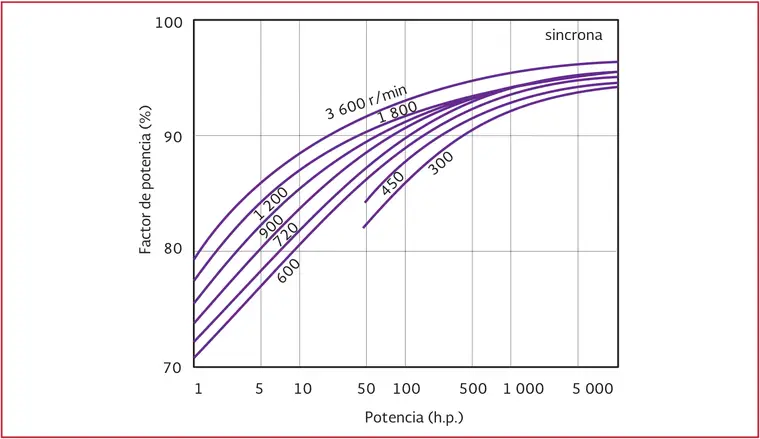 100
sincrona
3 600 r/min
1 800
Factor de potencia (%)
90
450
300
1 200
900
720
600
80
70
1 5 10 50 100 500 1 000 5 000
Potencia (h.p.)